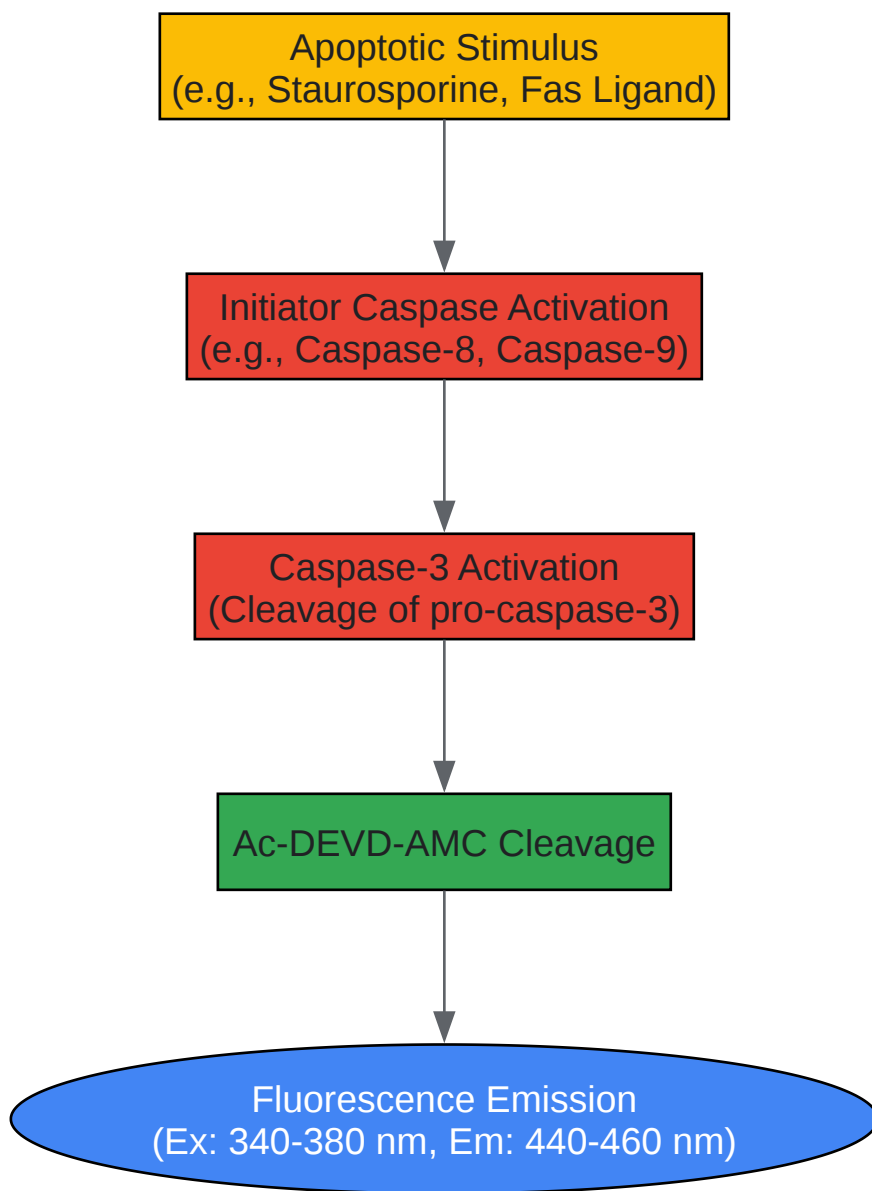 Apoptotic Stimulus
(e.g., Staurosporine, Fas Ligand)
Initiator Caspase Activation
(e.g., Caspase-8, Caspase-9)
Caspase-3 Activation
(Cleavage of pro-caspase-3)
Ac-DEVD-AMC Cleavage
Fluorescence Emission
(Ex: 340-380 nm, Em: 440-460 nm)